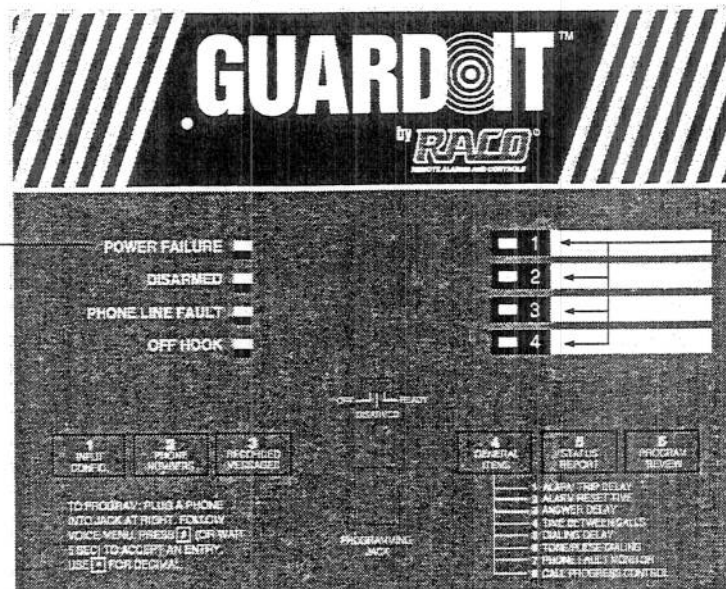 GUARD IT™
by RACO®
REMOTE ALARMS AND CONTROLS
POWER FAILURE
DISARMED
PHONE LINE FAULT
OFF HOOK
1
2
3
4
OFF READY
DISARMED
1
INPUT
CONFIG.
2
PHONE
NUMBERS
3
RECORDED
MESSAGES
4
GENERAL
ITEMS
5
STATUS
REPORT
6
PROGRAM
REVIEW
TO PROGRAM: PLUG A PHONE
INTO JACK AT RIGHT. FOLLOW
VOICE MENU. PRESS # (OR WAIT
5 SEC) TO ACCEPT AN ENTRY.
USE * FOR DECIMAL.
PROGRAMMING
JACK
1 ALARM TRIP DELAY
2 ALARM RESET TIME
3 ANSWER DELAY
4 TIME BETWEEN CALLS
5 DIALING DELAY
6 TONE/PULSE DIALING
7 PHONE FAULT MONITOR
8 CALL PROGRESS CONTROL